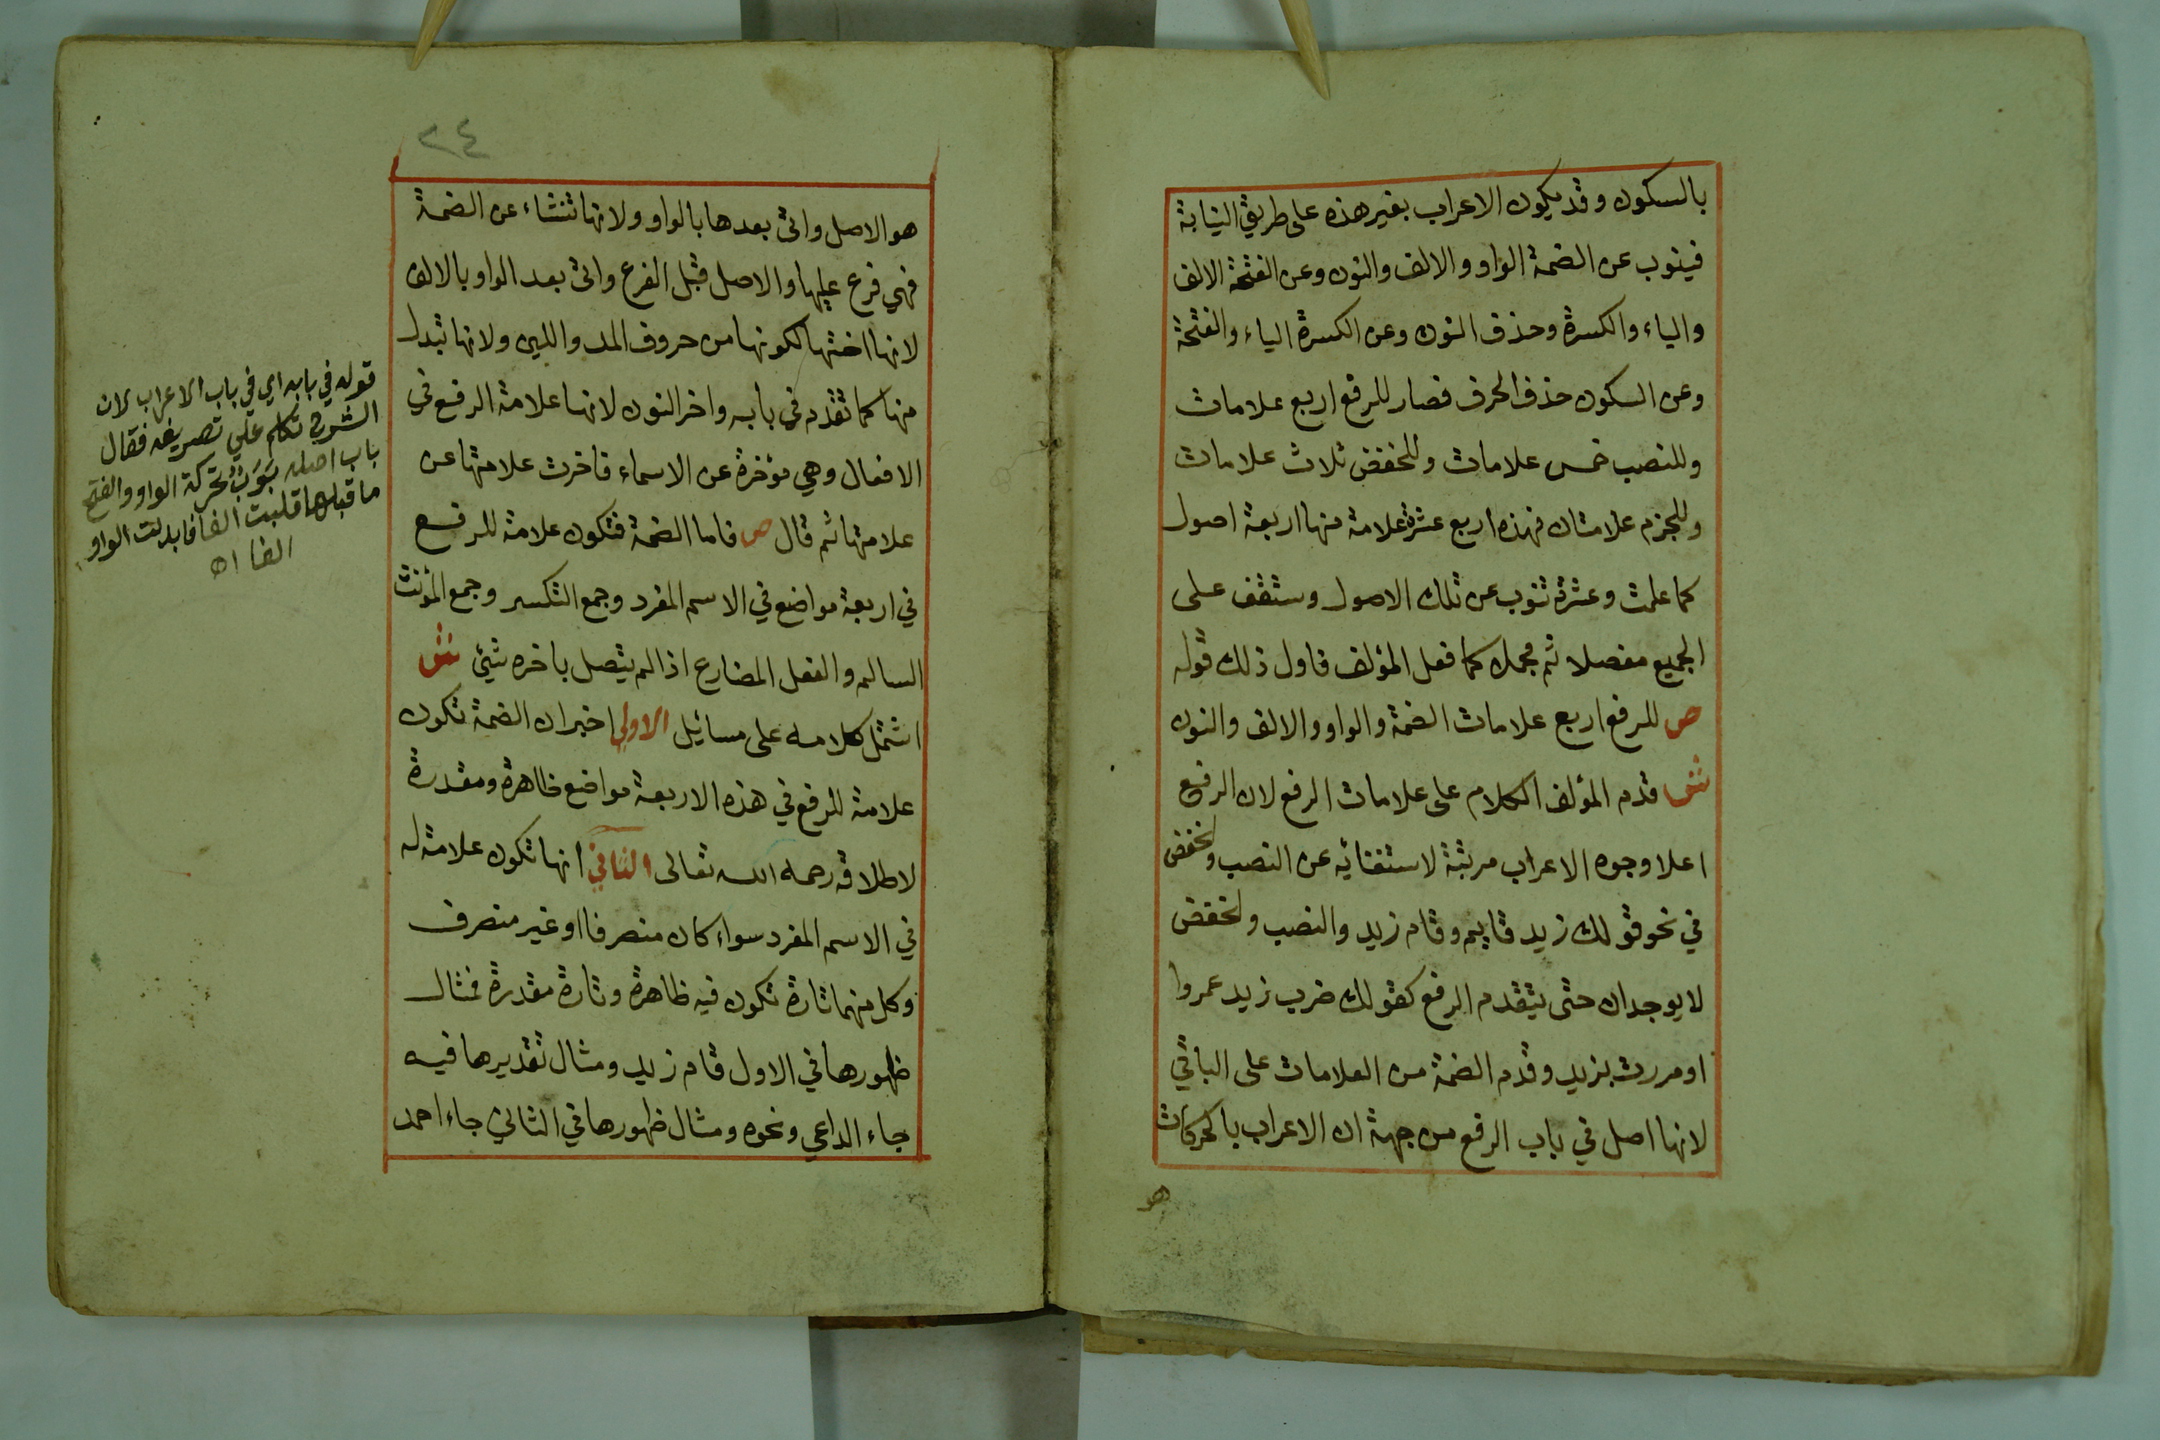 بالسكون وقد يكون الاعراب بغير هذه على طريق النيابة
فينوب عن الضمة الواو والالف والنون وعن الفتحة الالف
والياء والكسرة وحذف النون وعن الكسرة الياء والفتحة
وعن السكون حذف الحرف فصار للرفع اربع علامات
وللنصب خمس علامات وللخفض ثلاث علامات
وللجزم علامتان فهذه اربع عشرة علامة منها اربعة اصول
كما علمت وعشرة تنوب عن تلك الاصول وستقف على
الجميع مفصلا ثم مجملا كما فعل المؤلف فاول ذلك قوله
ص للرفع اربع علامات الضمة والواو والالف والنون
ش قدم المؤلف الكلام على علامات الرفع لان الرفع
اعلا وجوه الاعراب مرتبة لاستغنائه عن النصب والخفض
في نحو قولك زيد قايم وقام زيد والنصب والخفض
لا يوجدان حتى يتقدم الرفع كقولك ضرب زيد عمروا
او مررت بزيد وقدم الضمة من العلامات على الباقي
لانها اصل في باب الرفع من جهة ان الاعراب بالحركات
هو
٢٤
هو الاصل واتى بعدها بالواو ولانها تنشاء عن الضمة
فهي فرع عليها والاصل قبل الفرع واتى بعد الواو بالالف
لانها اختها لكونها من حروف المد واللين ولانها تبدل
منها كما تقدم في بابه واخر النون لانها علامة الرفع في
الافعال وهي مؤخرة عن الاسماء فاخرت علامتها عن
علامتها ثم قال ص فاما الضمة فتكون علامة للرفع
في اربعة مواضع في الاسم المفرد وجمع التكسير وجمع المؤنث
السالم والفعل المضارع اذا لم يتصل باخره شيئ ش
اشتمل كلامه على مسائل الاولى اخبر ان الضمة تكون
علامة للرفع في هذه الاربعة مواضع ظاهرة ومقدرة
لاطلاقه رحمه الله تعالى الثاني انها تكون علامة له
في الاسم المفرد سواء كان منصرفا او غير منصرف
وكل منهما تارة تكون فيه ظاهرة وتارة مقدرة فمثال
ظهورها في الاول قام زيد ومثال تقديرها فيه
جاء الداعي ونحوه ومثال ظهورها في الثاني جاء احمد
قوله في بابه اي في باب الاعراب لان
الشرح تكلم علي تصريفه فقال
باب اصله بَوَبٌ تحركة الواو والفتح
ما قبلها قلبت الفا فابدلت الواو
الفا اه